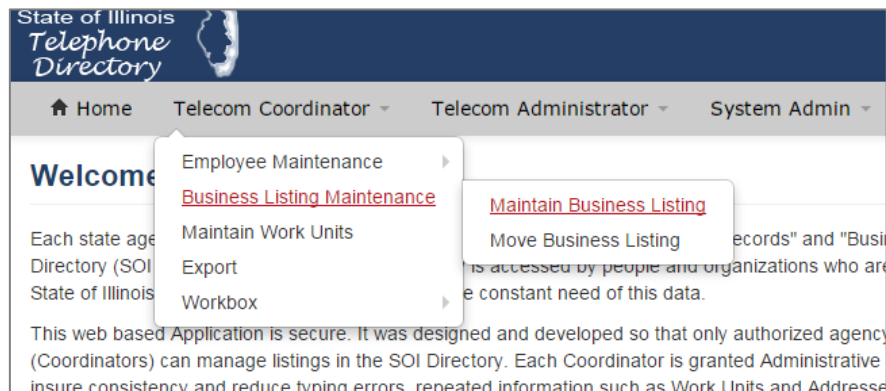 State of Illinois
Telephone
Directory
Home Telecom Coordinator Telecom Administrator System Admin
Welcome
Employee Maintenance
Business Listing Maintenance
Maintain Work Units
Export
Workbox
Maintain Business Listing
Move Business Listing
Each state age ecords" and "Busi
Directory (SOI is accessed by people and organizations who are
State of Illinois e constant need of this data.
This web based Application is secure. It was designed and developed so that only authorized agency
(Coordinators) can manage listings in the SOI Directory. Each Coordinator is granted Administrative
insure consistency and reduce typing errors, repeated information such as Work Units and Address